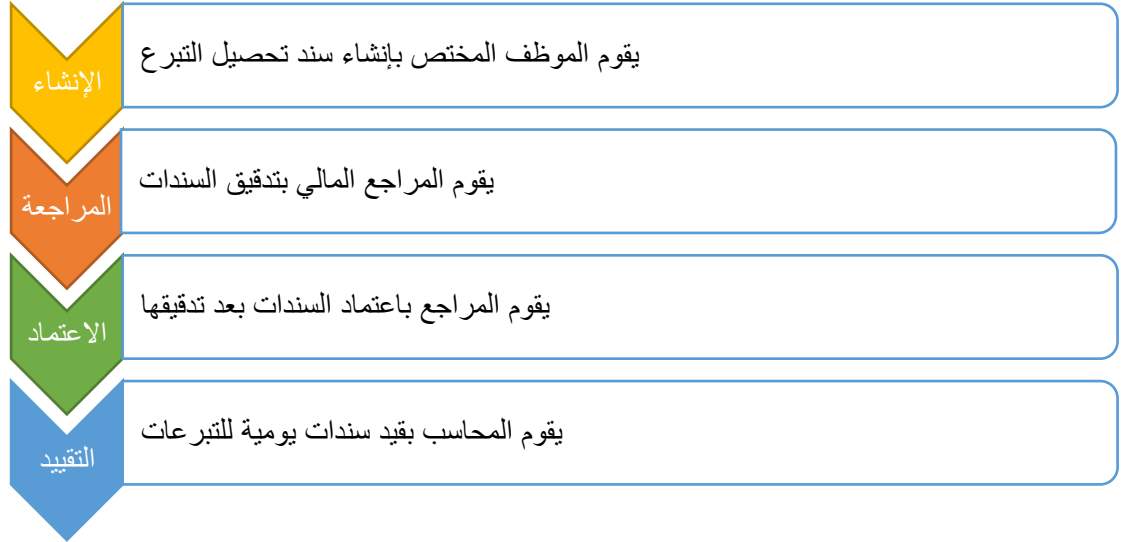 الإنشاء
يقوم الموظف المختص بإنشاء سند تحصيل التبرع
المراجعة
يقوم المراجع المالي بتدقيق السندات
الاعتماد
يقوم المراجع باعتماد السندات بعد تدقيقها
التقييد
يقوم المحاسب بقيد سندات يومية للتبرعات